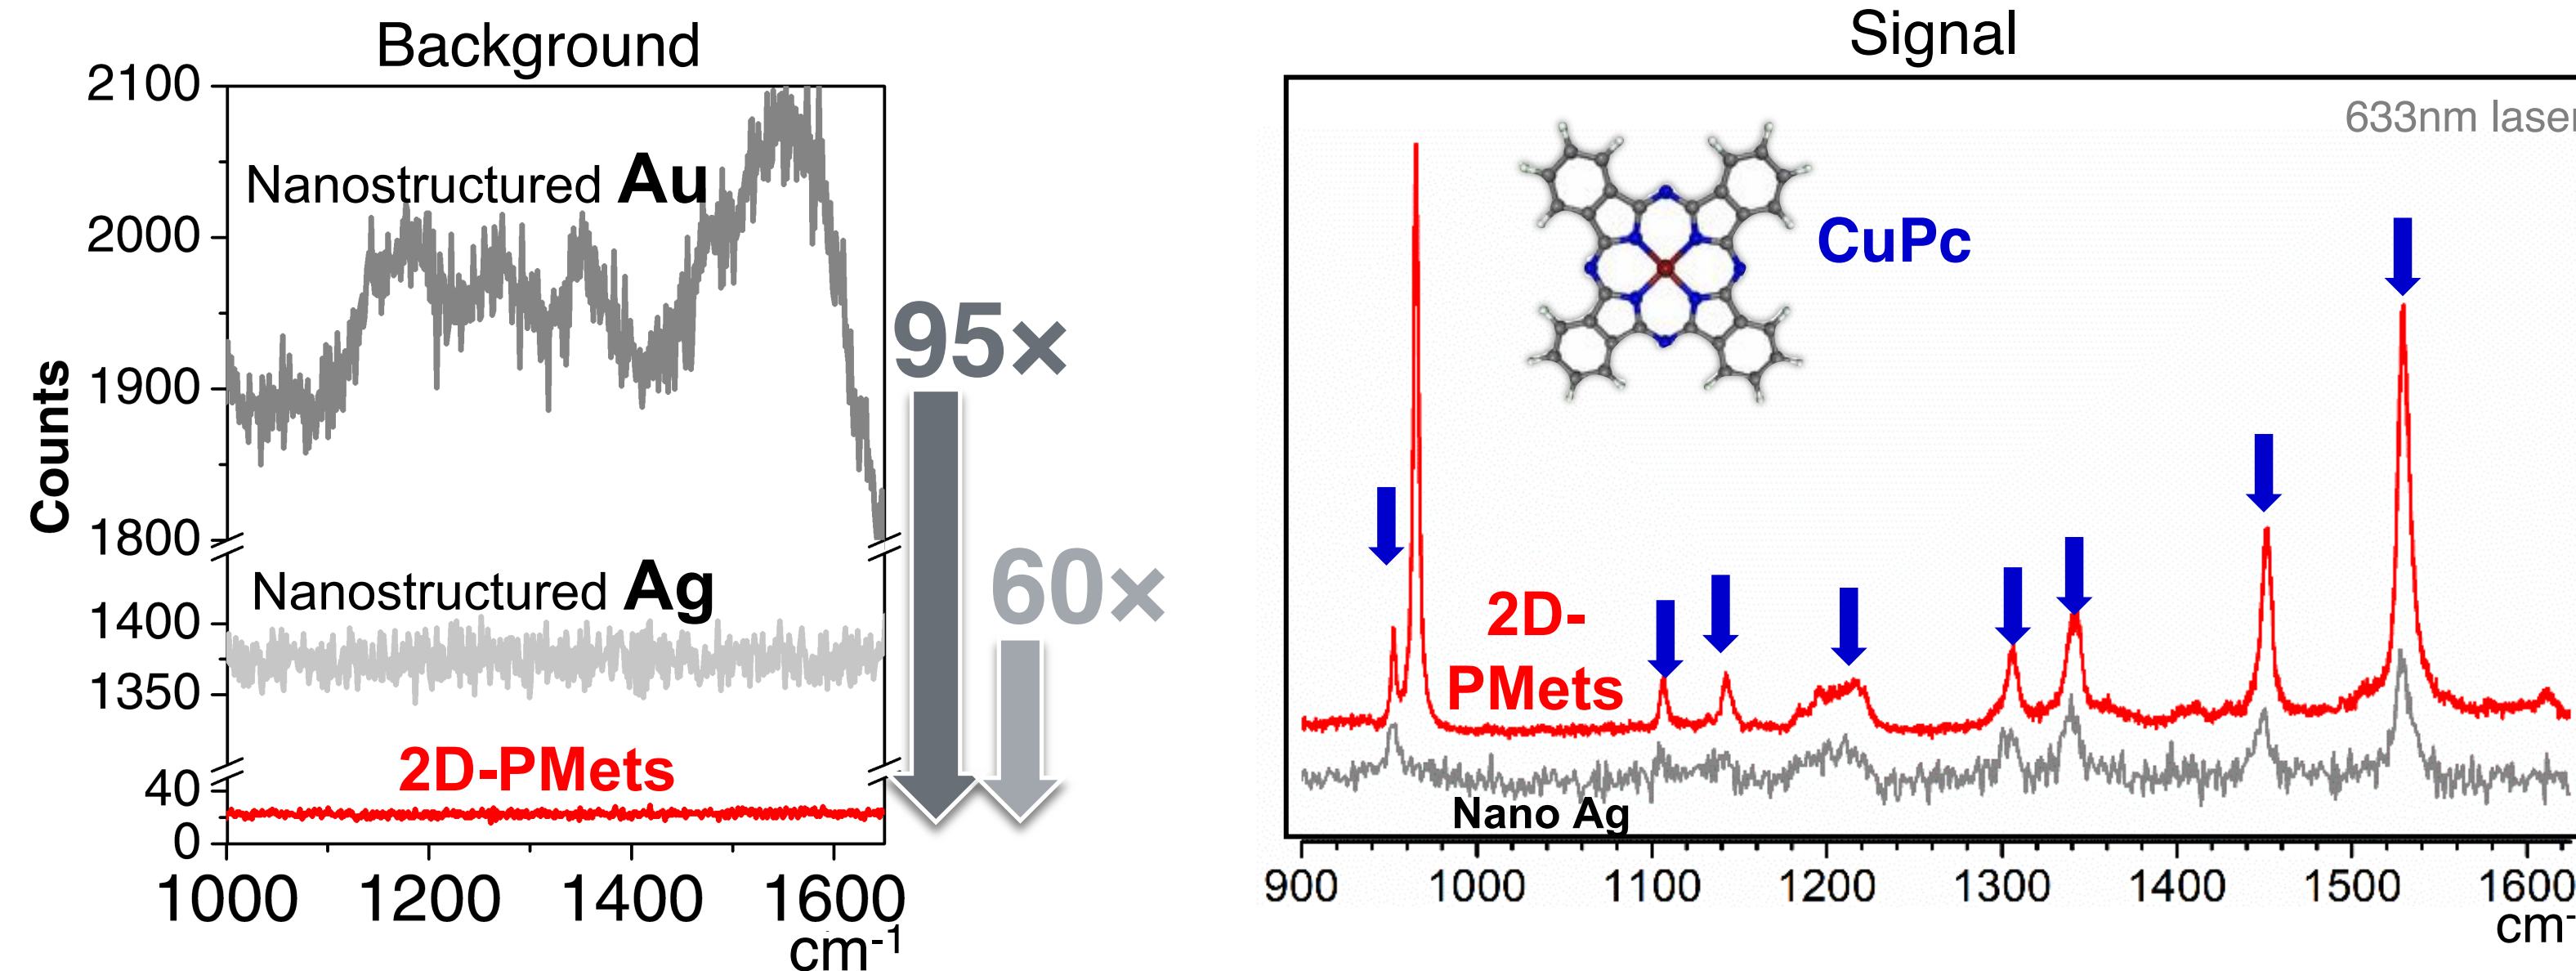 Background
2100
2000
1900
1800
1400
1350
40
0
Counts
Nanostructured Au
Nanostructured Ag
2D-PMets
1000 1200 1400 1600
cm-1
95×
60×
Signal
633nm laser
CuPc
2D-
PMets
Nano Ag
900 1000 1100 1200 1300 1400 1500 1600
cm-